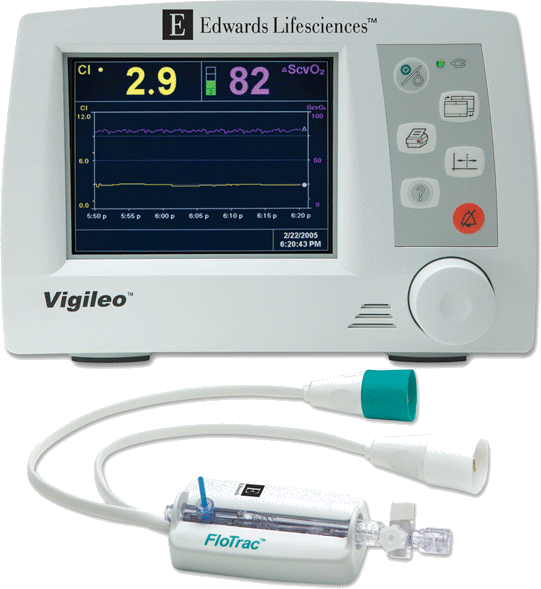 E Edwards Lifesciences™
CI • 2.9 82 △ScvO₂
CI ScvO₂
12.0 100
6.0 50
0.0 0
5:50 p 5:55 p 6:00 p 6:05 p 6:10 p 6:15 p 6:20 p
2/22/2005
6:20:43 PM
?
Vigileo™
E Edwards
FloTrac™